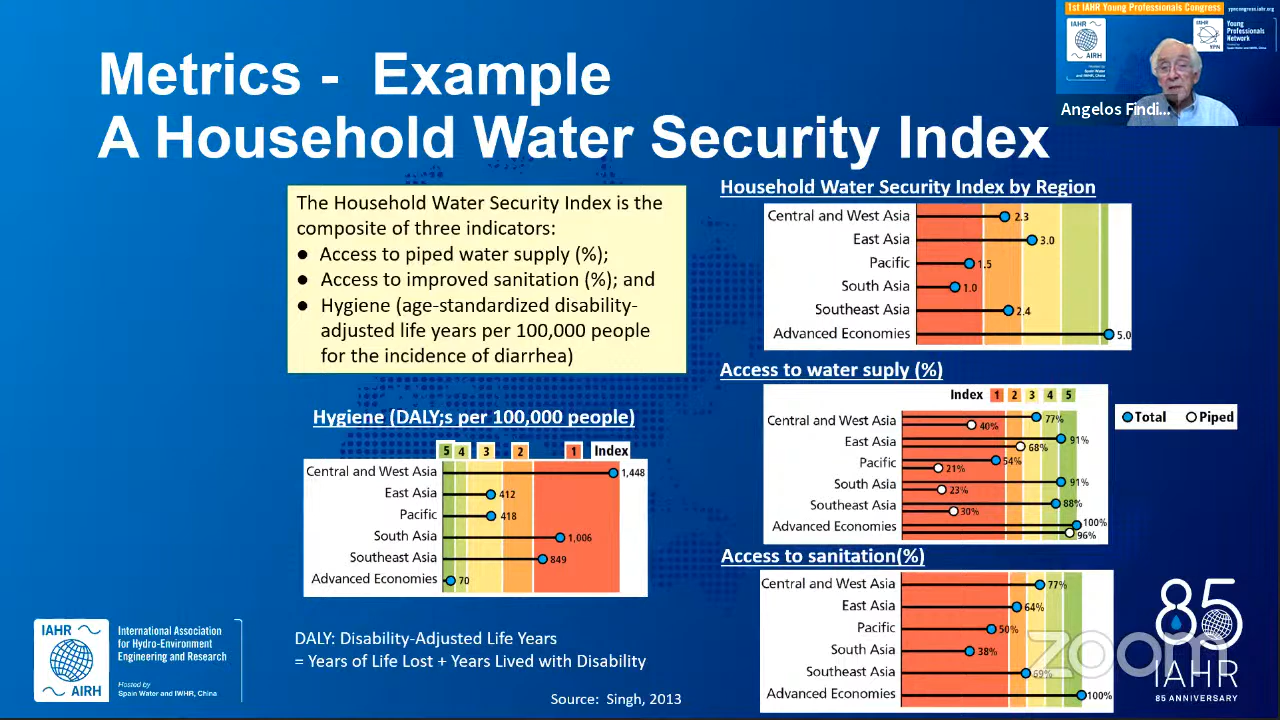 1st IAHR Young Professionals Congress
ypncongress.iahr.org
IAHR
AIRH
IAHR
YPN
Young
Professionals
Network
Angelos Findi...
Metrics - Example
A Household Water Security Index
The Household Water Security Index is the
composite of three indicators:
● Access to piped water supply (%);
● Access to improved sanitation (%); and
● Hygiene (age-standardized disability-
adjusted life years per 100,000 people
for the incidence of diarrhea)
Household Water Security Index by Region
Central and West Asia 2.3
East Asia 3.0
Pacific 1.5
South Asia 1.0
Southeast Asia 2.4
Advanced Economies 5.0
Access to water suply (%)
Index 1 2 3 4 5
Total Piped
Central and West Asia 77%
40%
East Asia 91%
68%
Pacific 54%
21%
South Asia 91%
23%
Southeast Asia 88%
30%
Advanced Economies 100%
96%
Access to sanitation(%)
Central and West Asia 77%
East Asia 64%
Pacific 50%
South Asia 38%
Southeast Asia 69%
Advanced Economies 100%
Hygiene (DALY;s per 100,000 people)
5 4 3 2 1 Index
Central and West Asia 1,448
East Asia 412
Pacific 418
South Asia 1,006
Southeast Asia 849
Advanced Economies 70
DALY: Disability-Adjusted Life Years
= Years of Life Lost + Years Lived with Disability
Source: Singh, 2013
IAHR
AIRH
International Association
for Hydro-Environment
Engineering and Research
Hosted by
Spain Water and IWHR, China
zoom
85
IAHR
85 ANNIVERSARY